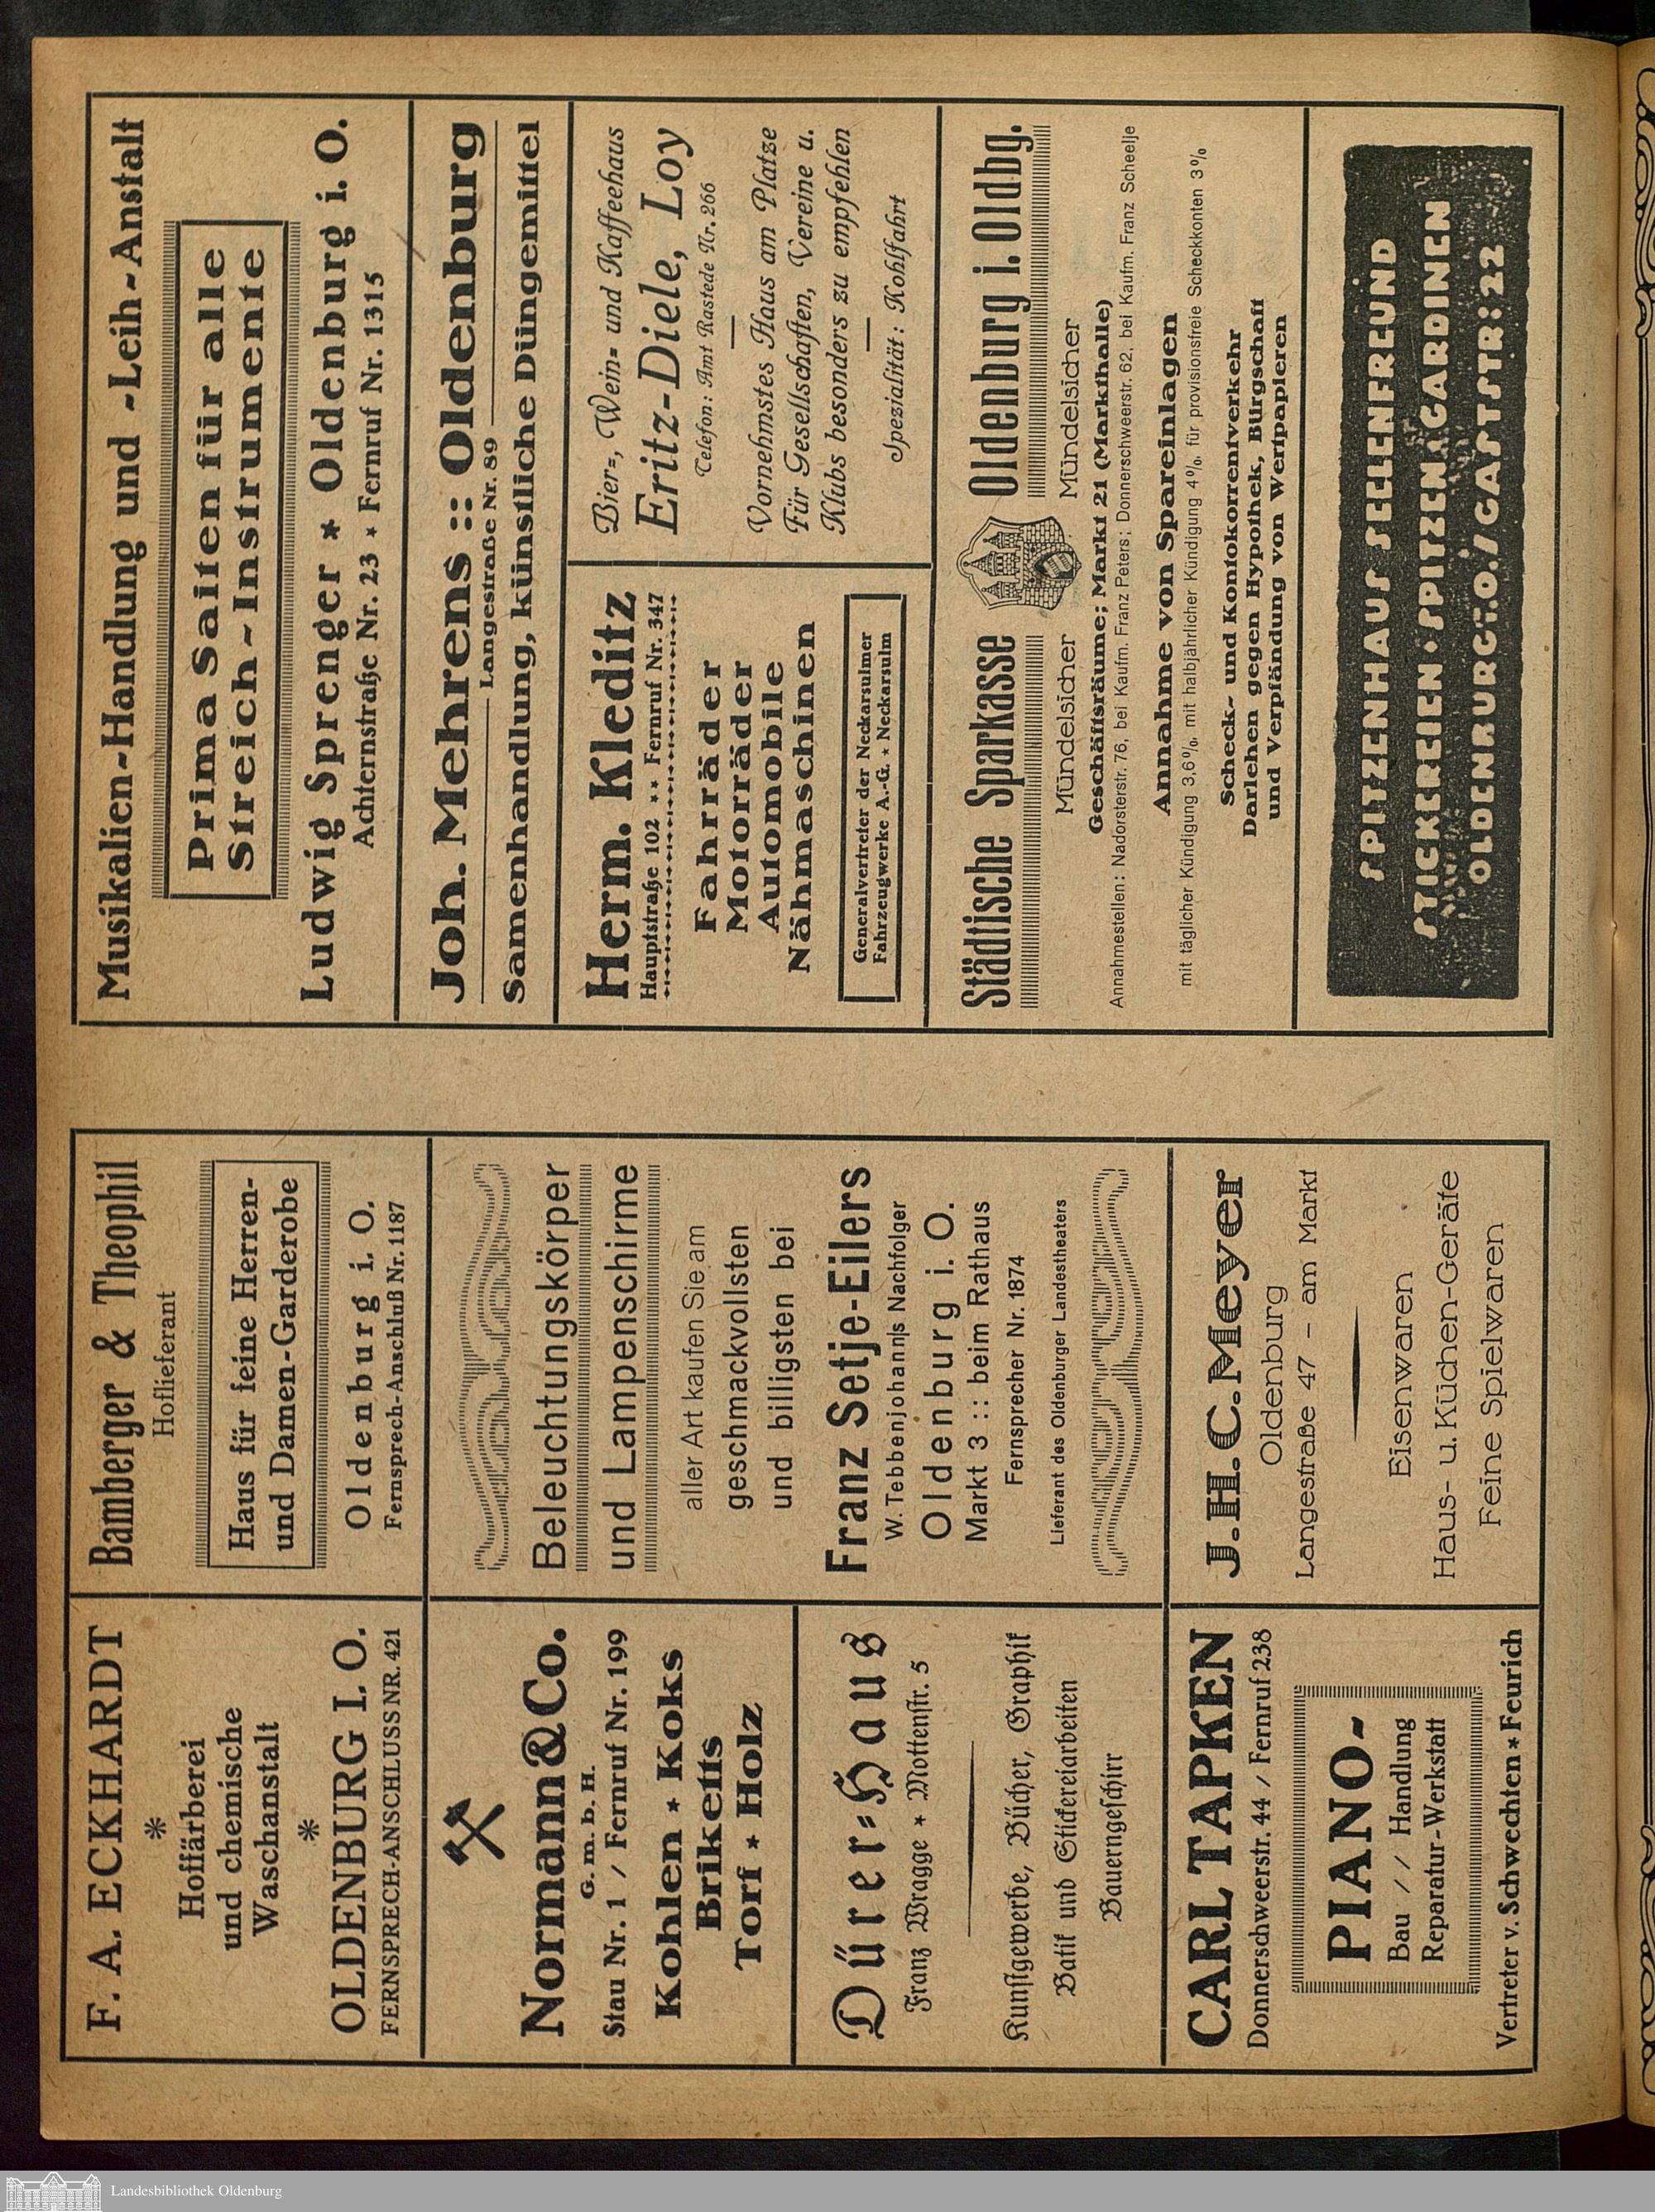 F. A. ECKHARDT
*
Hoffärberei
und chemische
Waschanstalt
*
OLDENBURG I. O.
FERNSPRECH-ANSCHLUSS NR. 421
Bamberger & Theophil
Hoflieferant
Haus für feine Herren-
und Damen-Garderobe
Oldenburg i. O.
Fernsprech-Anschluß Nr. 1187
Normann & Co.
G. m. b. H.
Stau Nr. 1 / Fernruf Nr. 199
Kohlen * Koks
Briketts
Torf * Holz
Dürer-Haus
Franz Wragge * Mottenstr. 5
Kunstgewerbe, Bücher, Graphik
Batik und Stickereiarbeiten
Bauerngeschirr
Beleuchtungskörper
und Lampenschirme
aller Art kaufen Sie am
geschmackvollsten
und billigsten bei
Franz Setje-Eilers
W. Tebbenjohanns Nachfolger
Oldenburg i. O.
Markt 3 :: beim Rathaus
Fernsprecher Nr. 1874
Lieferant des Oldenburger Landestheaters
CARL TAPKEN
Donnerschweerstr. 44 / Fernruf 238
PIANO-
Bau / / Handlung
Reparatur-Werkstatt
Vertreter v. Schwechten * Feurich
J. H. C. Meyer
Oldenburg
Langestraße 47 – am Markt
Eisenwaren
Haus- u. Küchen-Geräte
Feine Spielwaren
Musikalien-Handlung und -Leih-Anstalt
Prima Saiten für alle
Streich-Instrumente
Ludwig Sprenger * Oldenburg i. O.
Achternstraße Nr. 23 * Fernruf Nr. 1315
Joh. Mehrens :: Oldenburg
Langestraße Nr. 89
Samenhandlung, künstliche Düngemittel
Herm. Kleditz
Hauptstraße 102 ** Fernruf Nr. 347
Fahrräder
Motorräder
Automobile
Nähmaschinen
Generalvertreter der Neckarsulmer
Fahrzeugwerke A.-G. * Neckarsulm
Bier-, Wein- und Kaffeehaus
Eritz-Diele, Loy
Telefon: Amt Rastede Nr. 266
Vornehmstes Haus am Platze
Für Gesellschaften, Vereine u.
Klubs besonders zu empfehlen
Spezialität: Kohlfahrt
Städtische Sparkasse Oldenburg i. Oldbg.
Mündelsicher Mündelsicher
Geschäftsräume; Markt 21 (Markthalle)
Annahmestellen: Nadorsterstr. 76, bei Kaufm. Franz Peters; Donnerschweerstr. 62, bei Kaufm. Franz Scheelje
Annahme von Spareinlagen
mit täglicher Kündigung 3,6%, mit halbjährlicher Kündigung 4%, für provisionsfreie Scheckkonten 3%
Scheck- und Kontokorrentverkehr
Darlehen gegen Hypothek, Bürgschaft
und Verpfändung von Wertpapieren
SPITZENHAUS SELLENFREUND
STICKEREIEN · SPITZEN · GARDINEN
OLDENBURG i. O. / GASTSTR: 22
Landesbibliothek Oldenburg